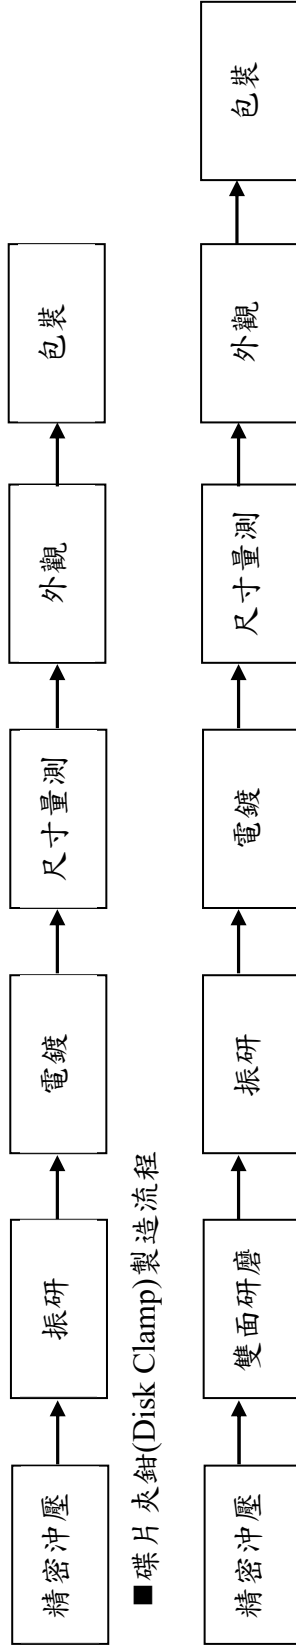 精密沖壓
振研
電鍍
尺寸量測
外觀
包裝
■碟片夾鉗(Disk Clamp)製造流程
精密沖壓
雙面研磨
振研
電鍍
尺寸量測
外觀
包裝